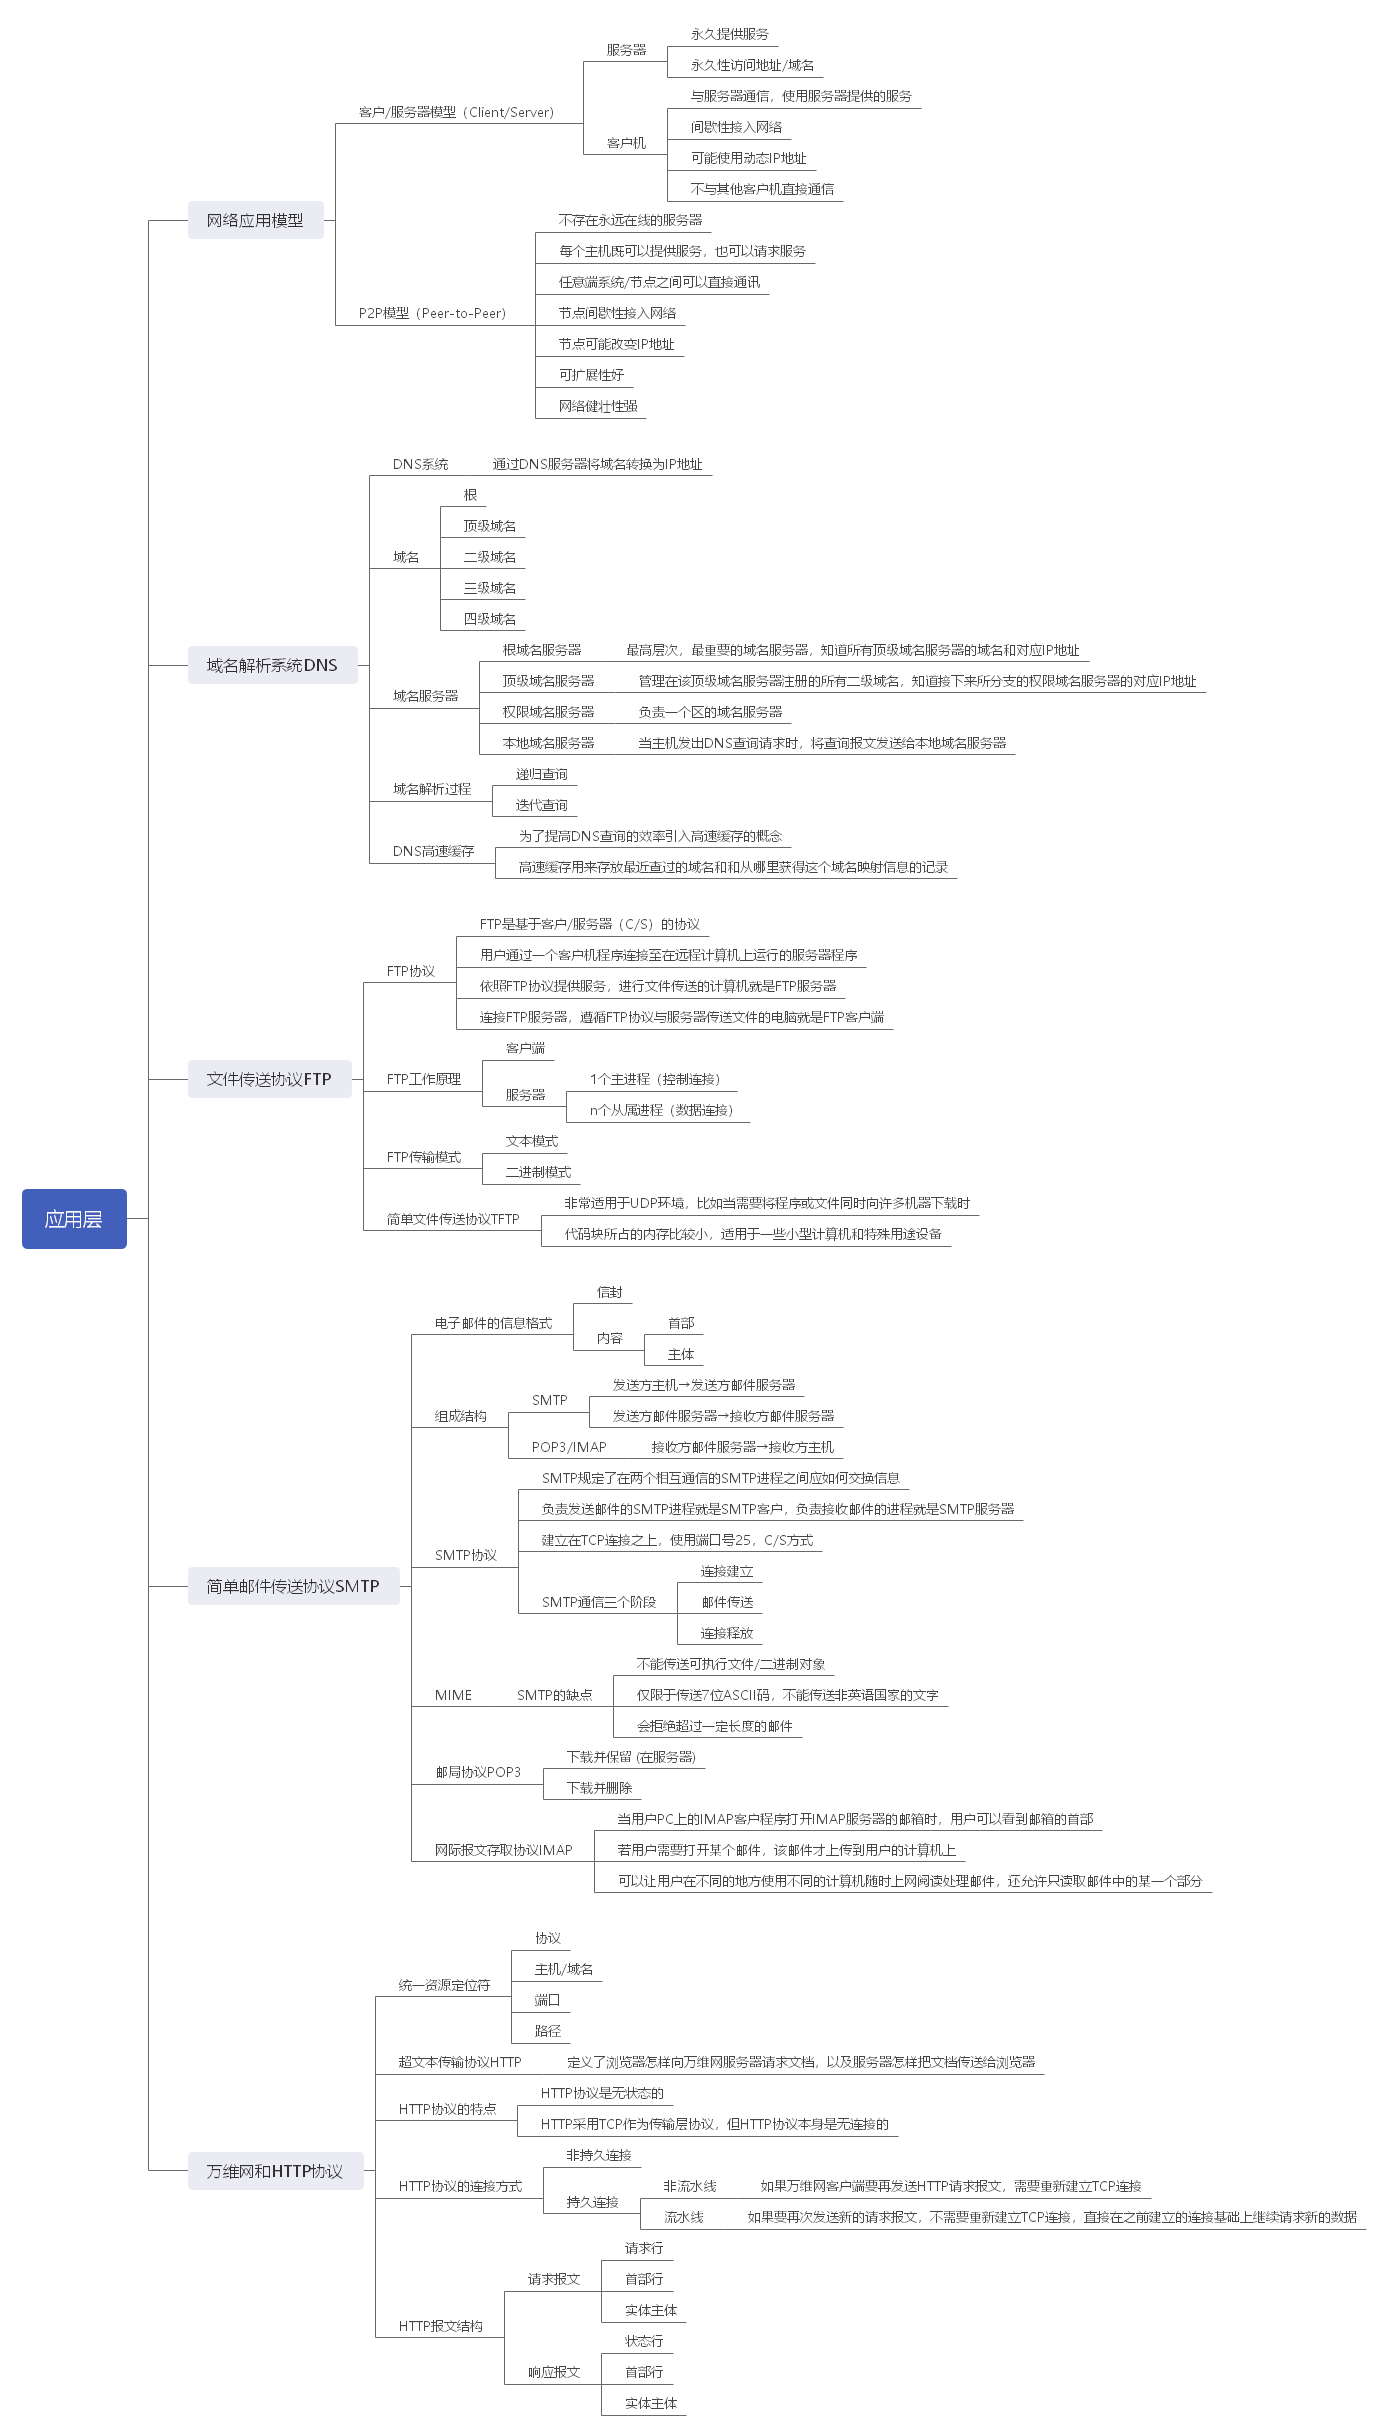 应用层
网络应用模型
客户/服务器模型（Client/Server）
服务器
永久提供服务
永久性访问地址/域名
客户机
与服务器通信，使用服务器提供的服务
间歇性接入网络
可能使用动态IP地址
不与其他客户机直接通信
P2P模型（Peer-to-Peer）
不存在永远在线的服务器
每个主机既可以提供服务，也可以请求服务
任意端系统/节点之间可以直接通讯
节点间歇性接入网络
节点可能改变IP地址
可扩展性好
网络健壮性强
域名解析系统DNS
DNS系统
通过DNS服务器将域名转换为IP地址
域名
根
顶级域名
二级域名
三级域名
四级域名
域名服务器
根域名服务器
最高层次，最重要的域名服务器，知道所有顶级域名服务器的域名和对应IP地址
顶级域名服务器
管理在该顶级域名服务器注册的所有二级域名，知道接下来所分支的权限域名服务器的对应IP地址
权限域名服务器
负责一个区的域名服务器
本地域名服务器
当主机发出DNS查询请求时，将查询报文发送给本地域名服务器
域名解析过程
递归查询
迭代查询
DNS高速缓存
为了提高DNS查询的效率引入高速缓存的概念
高速缓存用来存放最近查过的域名和和从哪里获得这个域名映射信息的记录
文件传送协议FTP
FTP协议
FTP是基于客户/服务器（C/S）的协议
用户通过一个客户机程序连接至在远程计算机上运行的服务器程序
依照FTP协议提供服务，进行文件传送的计算机就是FTP服务器
连接FTP服务器，遵循FTP协议与服务器传送文件的电脑就是FTP客户端
FTP工作原理
客户端
服务器
1个主进程（控制连接）
n个从属进程（数据连接）
FTP传输模式
文本模式
二进制模式
简单文件传送协议TFTP
非常适用于UDP环境，比如当需要将程序或文件同时向许多机器下载时
代码块所占的内存比较小，适用于一些小型计算机和特殊用途设备
简单邮件传送协议SMTP
电子邮件的信息格式
信封
内容
首部
主体
组成结构
SMTP
发送方主机→发送方邮件服务器
发送方邮件服务器→接收方邮件服务器
POP3/IMAP
接收方邮件服务器→接收方主机
SMTP协议
SMTP规定了在两个相互通信的SMTP进程之间应如何交换信息
负责发送邮件的SMTP进程就是SMTP客户，负责接收邮件的进程就是SMTP服务器
建立在TCP连接之上，使用端口号25，C/S方式
SMTP通信三个阶段
连接建立
邮件传送
连接释放
MIME
SMTP的缺点
不能传送可执行文件/二进制对象
仅限于传送7位ASCII码，不能传送非英语国家的文字
会拒绝超过一定长度的邮件
邮局协议POP3
下载并保留 (在服务器)
下载并删除
网际报文存取协议IMAP
当用户PC上的IMAP客户程序打开IMAP服务器的邮箱时，用户可以看到邮箱的首部
若用户需要打开某个邮件，该邮件才上传到用户的计算机上
可以让用户在不同的地方使用不同的计算机随时上网阅读处理邮件，还允许只读取邮件中的某一个部分
万维网和HTTP协议
统一资源定位符
协议
主机/域名
端口
路径
超文本传输协议HTTP
定义了浏览器怎样向万维网服务器请求文档，以及服务器怎样把文档传送给浏览器
HTTP协议的特点
HTTP协议是无状态的
HTTP采用TCP作为传输层协议，但HTTP协议本身是无连接的
HTTP协议的连接方式
非持久连接
持久连接
非流水线
如果万维网客户端要再发送HTTP请求报文，需要重新建立TCP连接
流水线
如果要再次发送新的请求报文，不需要重新建立TCP连接，直接在之前建立的连接基础上继续请求新的数据
HTTP报文结构
请求报文
请求行
首部行
实体主体
响应报文
状态行
首部行
实体主体